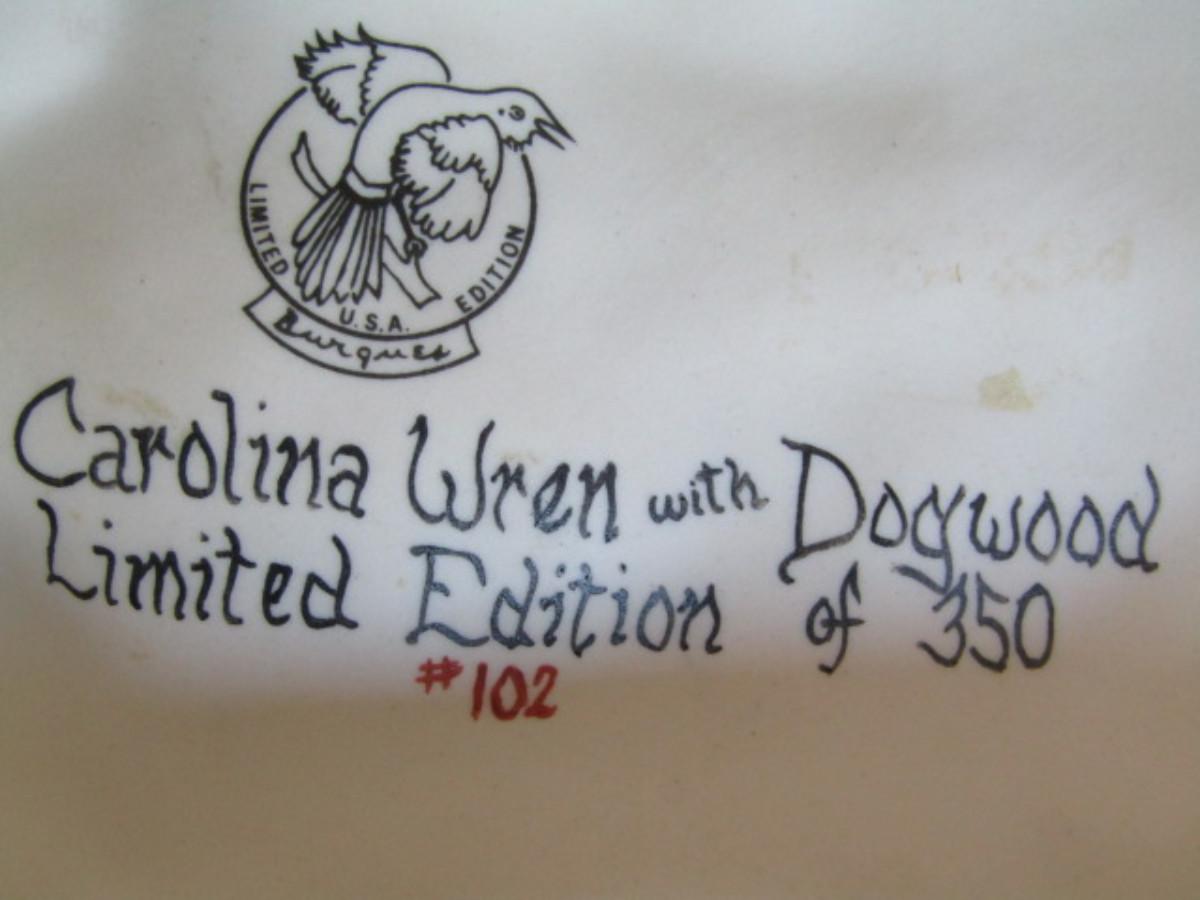 LIMITED EDITION
U.S.A.
Burgues
Carolina Wren with Dogwood
Limited Edition of 350
#102